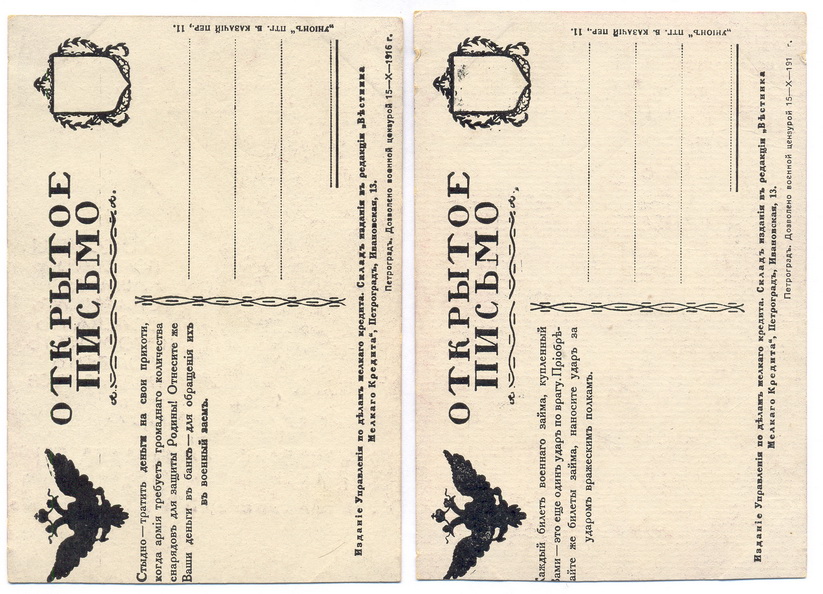 ОТКРЫТОЕ
ПИСЬМО
Стыдно — тратить деньги на свои прихоти,
когда армія требуетъ громаднаго количества
снарядовъ для защиты Родины! Отнесите же
Ваши деньги въ банкъ — для обращенія ихъ
въ военный заемъ.
„УНІОНЪ" ПТГ. Б. КАЗАЧІЙ ПЕР., 11.
Изданіе Управленія по дѣламъ мелкаго кредита. Складъ изданія въ редакціи „Вѣстника
Мелкаго Кредита", Петроградъ, Ивановская, 13.
Петроградъ. Дозволено военной цензурой 15—X—1916 г.
ОТКРЫТОЕ
ПИСЬМО
Каждый билетъ военнаго займа, купленный
Вами — это еще одинъ ударъ по врагу. Пріобрѣ-
айте же билеты займа, наносите ударъ за
ударомъ вражескимъ полкамъ.
„УНІОНЪ" ПТГ. Б. КАЗАЧІЙ ПЕР., 11.
Изданіе Управленія по дѣламъ мелкаго кредита. Складъ изданія въ редакціи „Вѣстника
Мелкаго Кредита", Петроградъ, Ивановская, 13.
Петроградъ. Дозволено военной цензурой 15—X—191 г.